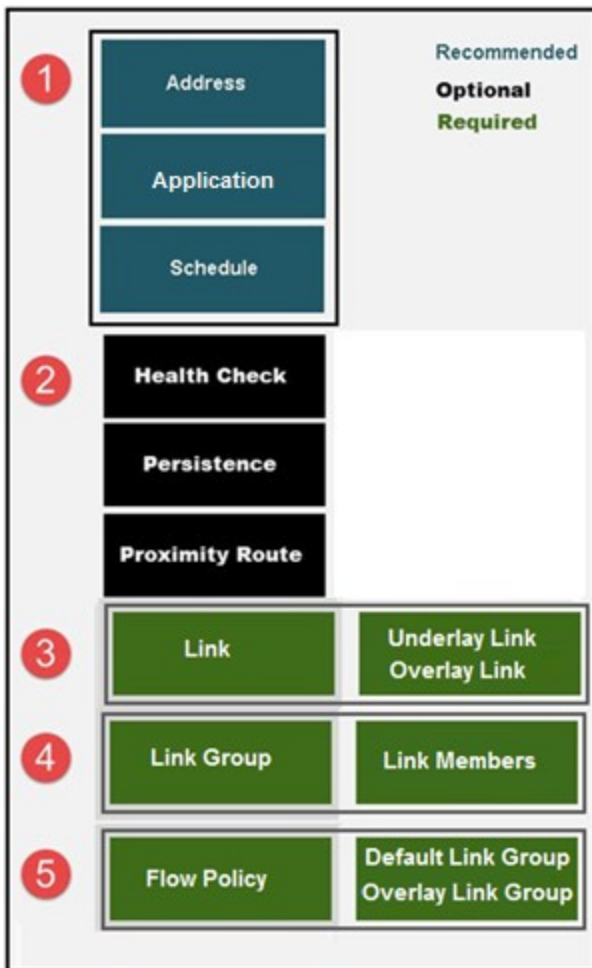 1
Address
Application
Schedule
Recommended
Optional
Required
2
Health Check
Persistence
Proximity Route
3
Link
Underlay Link
Overlay Link
4
Link Group
Link Members
5
Flow Policy
Default Link Group
Overlay Link Group